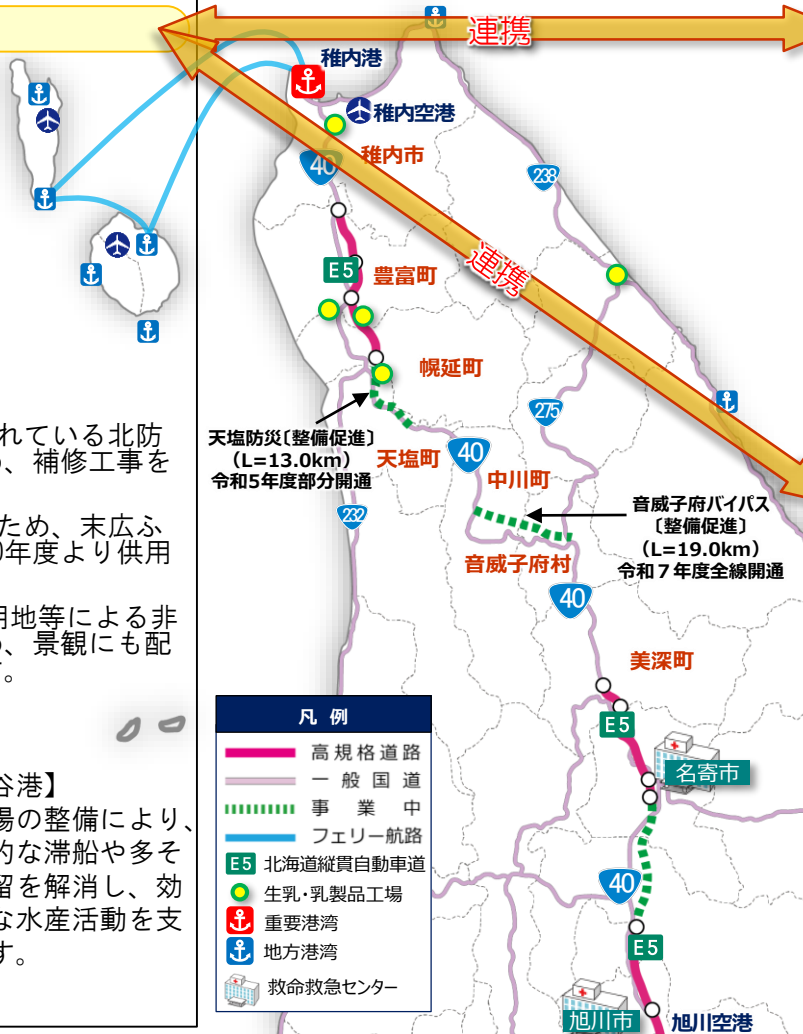 連携
稚内港
稚内空港
稚内市
40
238
連携
E5
豊富町
幌延町
275
天塩防災〔整備促進〕
(L=13.0km)
令和5年度部分開通
天塩町
40
中川町
232
音威子府バイパス
〔整備促進〕
(L=19.0km)
令和7年度全線開通
音威子府村
40
美深町
E5
名寄市
40
E5
旭川市
旭川空港
れている北防
、補修工事を
ため、末広ふ
年度より供用
用地等による非
、景観にも配
。
谷港】
場の整備により、
的な滞船や多そ
留を解消し、効
な水産活動を支
す。
凡例
高規格道路
一般国道
事業中
フェリー航路
E5 北海道縦貫自動車道
生乳・乳製品工場
重要港湾
地方港湾
救命救急センター